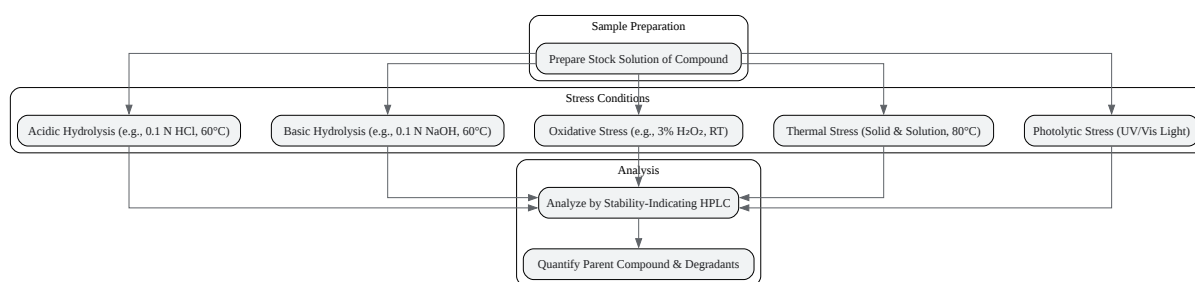 Sample Preparation
Prepare Stock Solution of Compound
Stress Conditions
Acidic Hydrolysis (e.g., 0.1 N HCl, 60°C)
Basic Hydrolysis (e.g., 0.1 N NaOH, 60°C)
Oxidative Stress (e.g., 3% H₂O₂, RT)
Thermal Stress (Solid & Solution, 80°C)
Photolytic Stress (UV/Vis Light)
Analysis
Analyze by Stability-Indicating HPLC
Quantify Parent Compound & Degradants